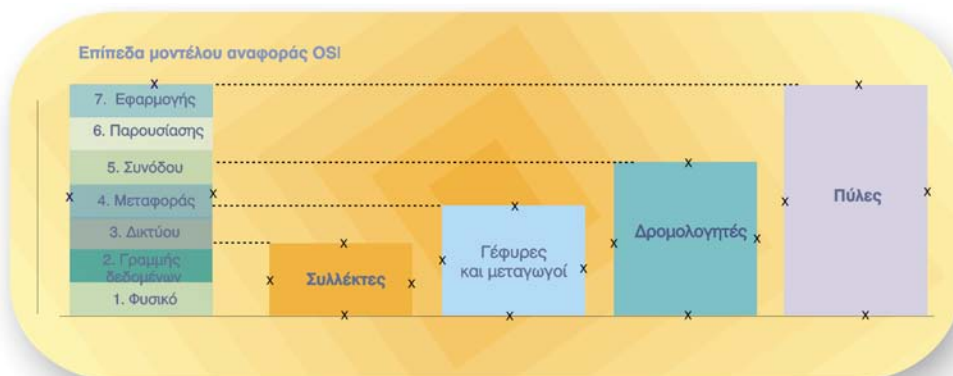 Επίπεδα μοντέλου αναφοράς OSI
7. Εφαρμογής
6. Παρουσίασης
5. Συνόδου
4. Μεταφοράς
3. Δικτύου
2. Γραμμής
δεδομένων
1. Φυσικό
Συλλέκτες
Γέφυρες
και μεταγωγοί
Δρομολογητές
Πύλες